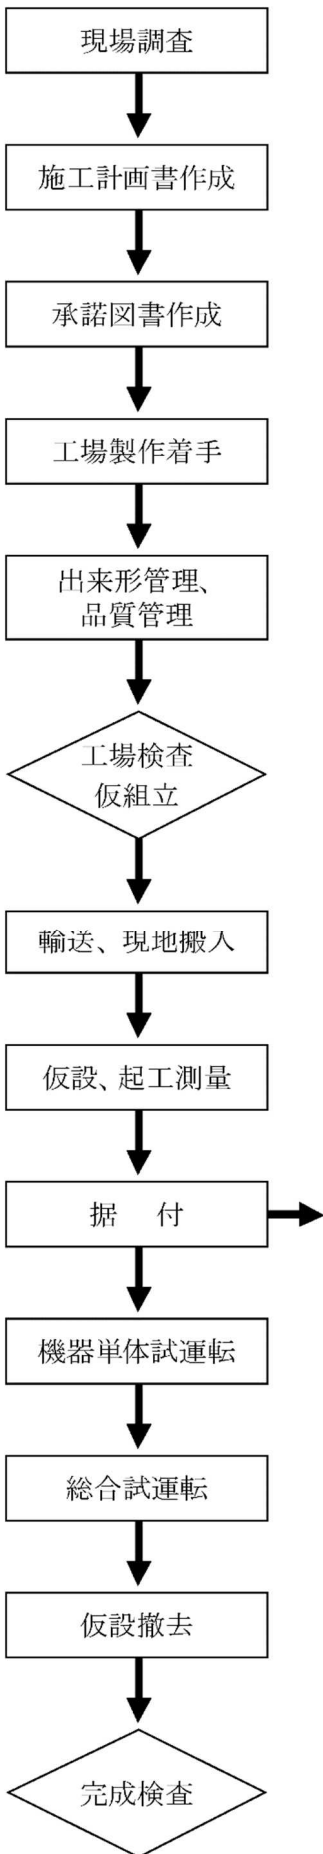 現場調査
施工計画書作成
承諾図書作成
工場製作着手
出来形管理、
品質管理
工場検査
仮組立
輸送、現地搬入
仮設、起工測量
据　付
機器単体試運転
総合試運転
仮設撤去
完成検査